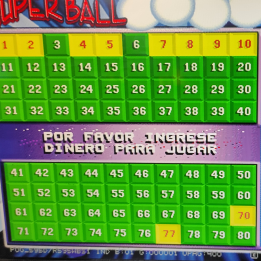 SUPER BALL
1 2 3 4 5 6 7 8 9 10
11 12 13 14 15 16 17 18 19 20
21 22 23 24 25 26 27 28 29 30
31 32 33 34 35 36 37 38 39 40
POR FAVOR INGRESE
DINERO PARA JUGAR
41 42 43 44 45 46 47 48 49 50
51 52 53 54 55 56 57 58 59 60
61 62 63 64 65 66 67 68 69 70
71 72 73 74 75 76 77 78 79 80